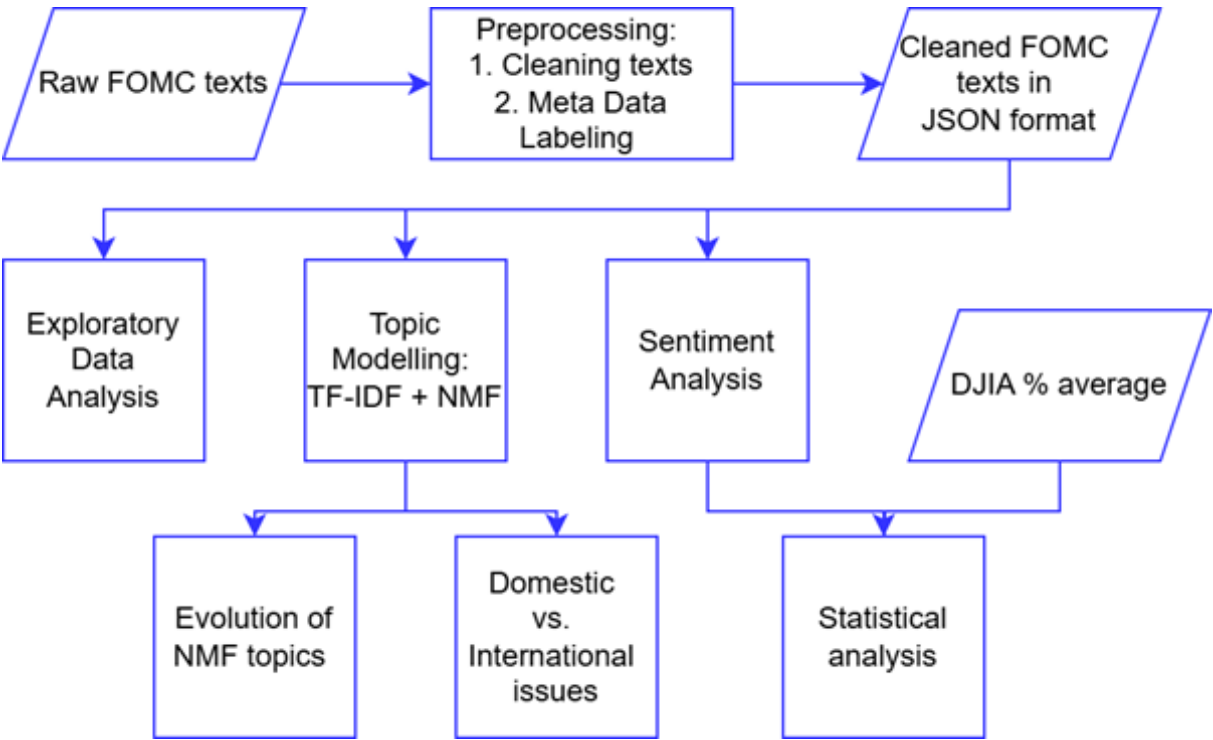 Raw FOMC texts
Preprocessing:
1. Cleaning texts
2. Meta Data
Labeling
Cleaned FOMC
texts in
JSON format
Exploratory
Data
Analysis
Topic
Modelling:
TF-IDF + NMF
Sentiment
Analysis
DJIA % average
Evolution of
NMF topics
Domestic
vs.
International
issues
Statistical
analysis